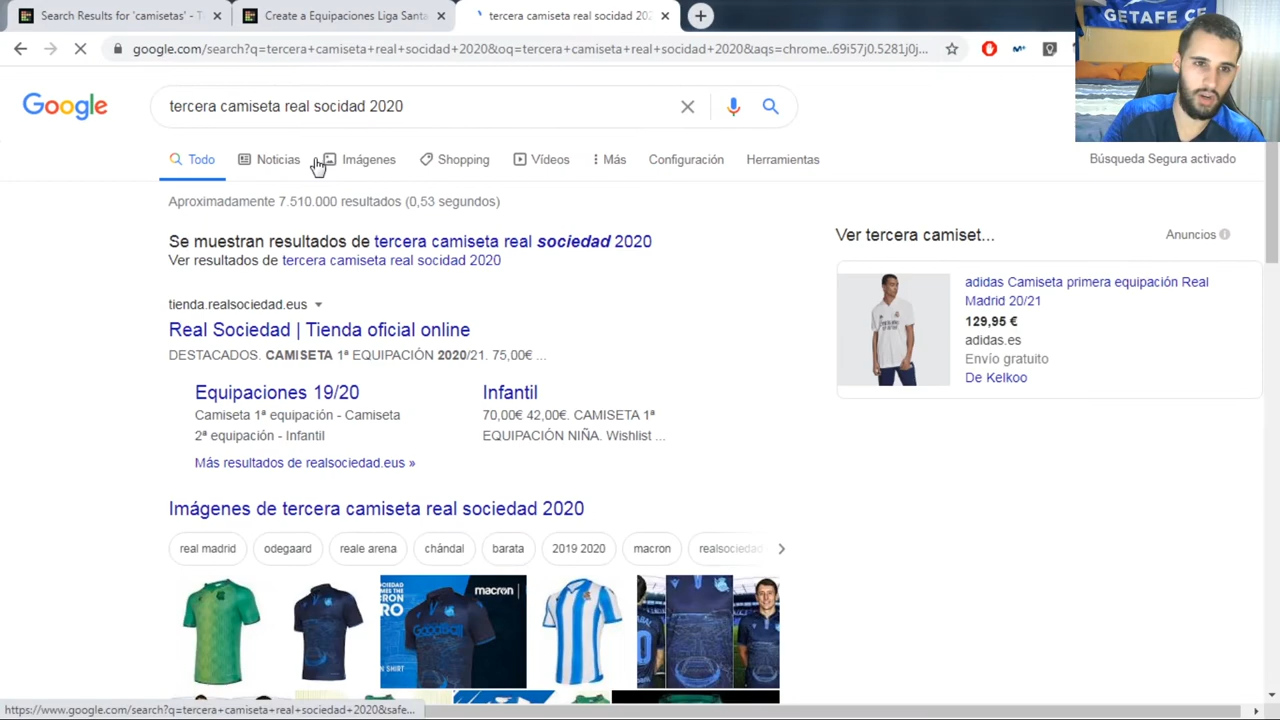 Search Results for 'camisetas' - T
Create a Equipaciones Liga San
tercera camiseta real socidad 20
google.com/search?q=tercera+camiseta+real+socidad+2020&oq=tercera+camiseta+real+socidad+2020&aqs=chrome..69i57j0.5281j0j...
GETAFE CF
Google
tercera camiseta real socidad 2020
Todo Noticias Imágenes Shopping Vídeos Más Configuración Herramientas Búsqueda Segura activado
Aproximadamente 7.510.000 resultados (0,53 segundos)
Se muestran resultados de tercera camiseta real sociedad 2020
Ver resultados de tercera camiseta real socidad 2020
tienda.realsociedad.eus
Real Sociedad | Tienda oficial online
DESTACADOS. CAMISETA 1ª EQUIPACIÓN 2020/21. 75,00€ ...
Equipaciones 19/20
Camiseta 1ª equipación - Camiseta
2ª equipación - Infantil
Infantil
70,00€ 42,00€. CAMISETA 1ª
EQUIPACIÓN NIÑA. Wishlist ...
Más resultados de realsociedad.eus »
Imágenes de tercera camiseta real sociedad 2020
real madrid odegaard reale arena chándal barata 2019 2020 macron realsociedad
macron
Ver tercera camiset...
Anuncios
adidas Camiseta primera equipación Real
Madrid 20/21
129,95 €
adidas.es
Envío gratuito
De Kelkoo
https://www.google.com/search?q=tercera+camiseta+real+sociedad+2020&safe...